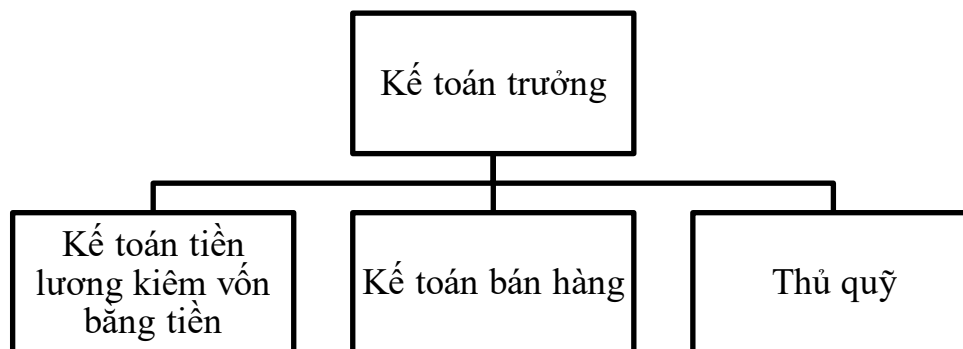 Kế toán trưởng
Kế toán tiền
lương kiêm vốn
bằng tiền
Kế toán bán hàng
Thủ quỹ